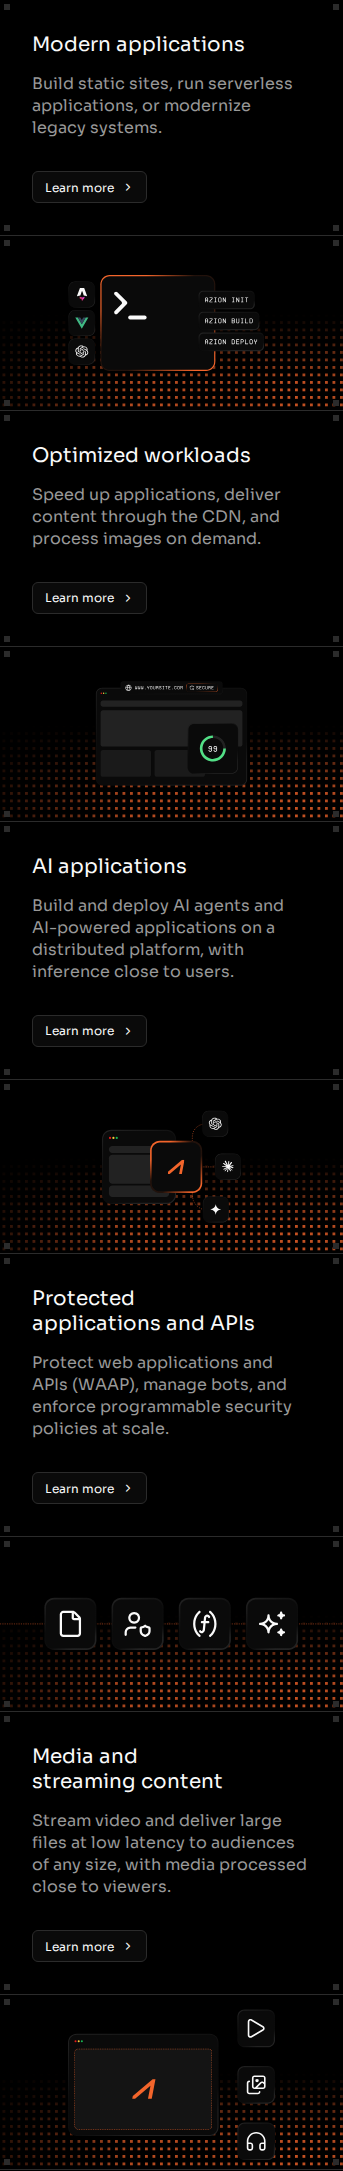 Modern applications
Build static sites, run serverless
applications, or modernize
legacy systems.
Learn more
AZION INIT
AZION BUILD
AZION DEPLOY
Optimized workloads
Speed up applications, deliver
content through the CDN, and
process images on demand.
Learn more
WWW.YOURSITE.COM
SECURE
99
AI applications
Build and deploy AI agents and
AI-powered applications on a
distributed platform, with
inference close to users.
Learn more
Protected
applications and APIs
Protect web applications and
APIs (WAAP), manage bots, and
enforce programmable security
policies at scale.
Learn more
Media and
streaming content
Stream video and deliver large
files at low latency to audiences
of any size, with media processed
close to viewers.
Learn more